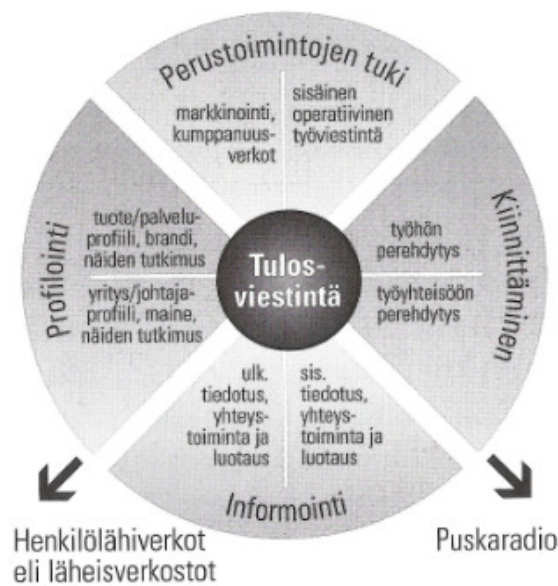 Perustoimintojen tuki
markkinointi,
kumppanuus-
verkot
sisäinen
operatiivinen
työviestintä
Profilointi
tuote/palvelu-
profiili, brandi,
näiden tutkimus
yritys/johtaja-
profiili, maine,
näiden tutkimus
Tulos-
viestintä
Kiinnittäminen
työhön
perehdytys
työyhteisöön
perehdytys
ulk.
tiedotus,
yhteys-
toiminta ja
luotaus
sis.
tiedotus,
yhteys-
toiminta ja
luotaus
Informointi
Henkilölähiverkot
eli läheisverkostot
Puskaradio